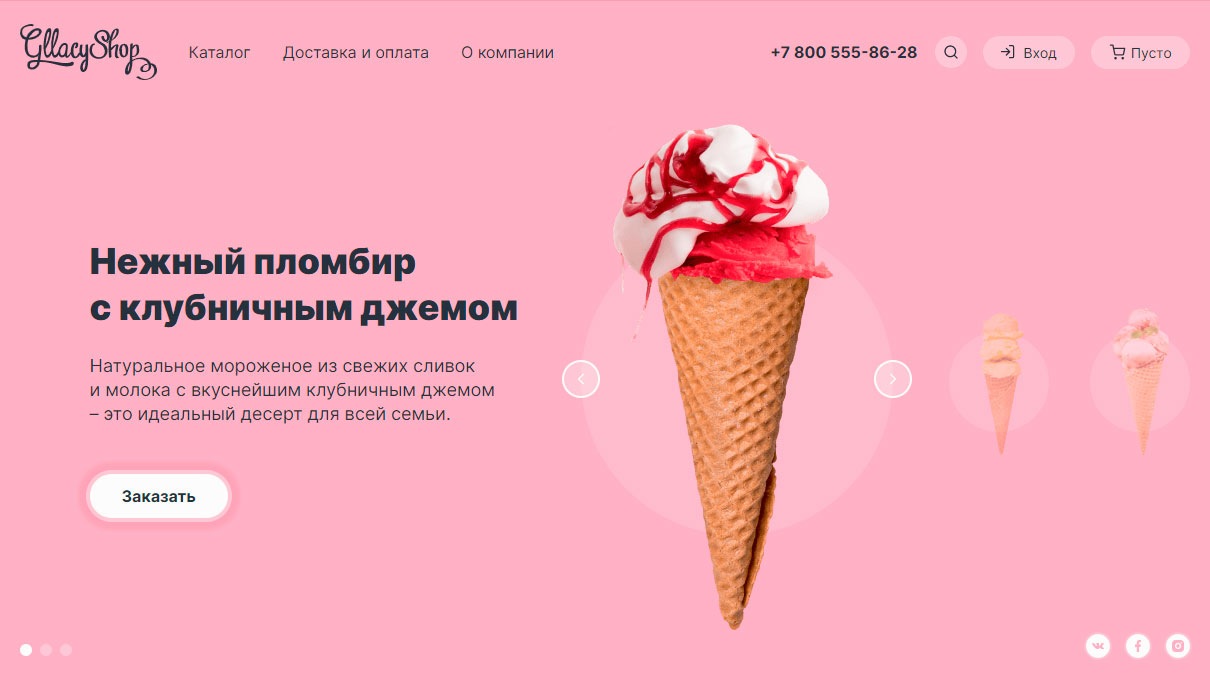 GllacyShop
Каталог
Доставка и оплата
О компании
+7 800 555-86-28
Вход
Пусто
Нежный пломбир
с клубничным джемом
Натуральное мороженое из свежих сливок
и молока с вкуснейшим клубничным джемом
– это идеальный десерт для всей семьи.
Заказать